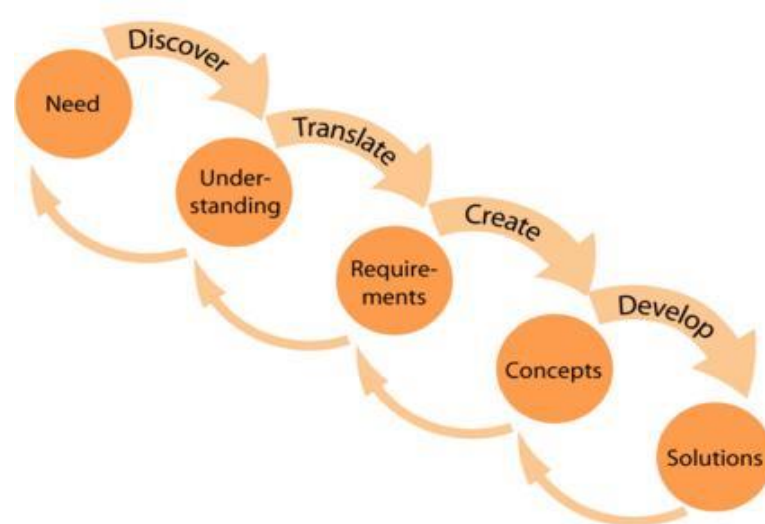 Discover
Need
Translate
Under-
standing
Create
Require-
ments
Develop
Concepts
Solutions